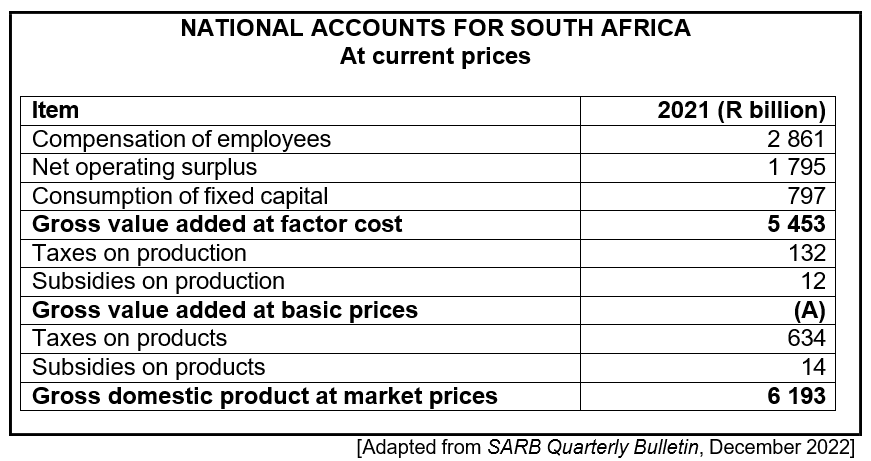 NATIONAL ACCOUNTS FOR SOUTH AFRICA
At current prices
Item 2021 (R billion)
Compensation of employees 2 861
Net operating surplus 1 795
Consumption of fixed capital 797
Gross value added at factor cost 5 453
Taxes on production 132
Subsidies on production 12
Gross value added at basic prices (A)
Taxes on products 634
Subsidies on products 14
Gross domestic product at market prices 6 193
[Adapted from SARB Quarterly Bulletin, December 2022]